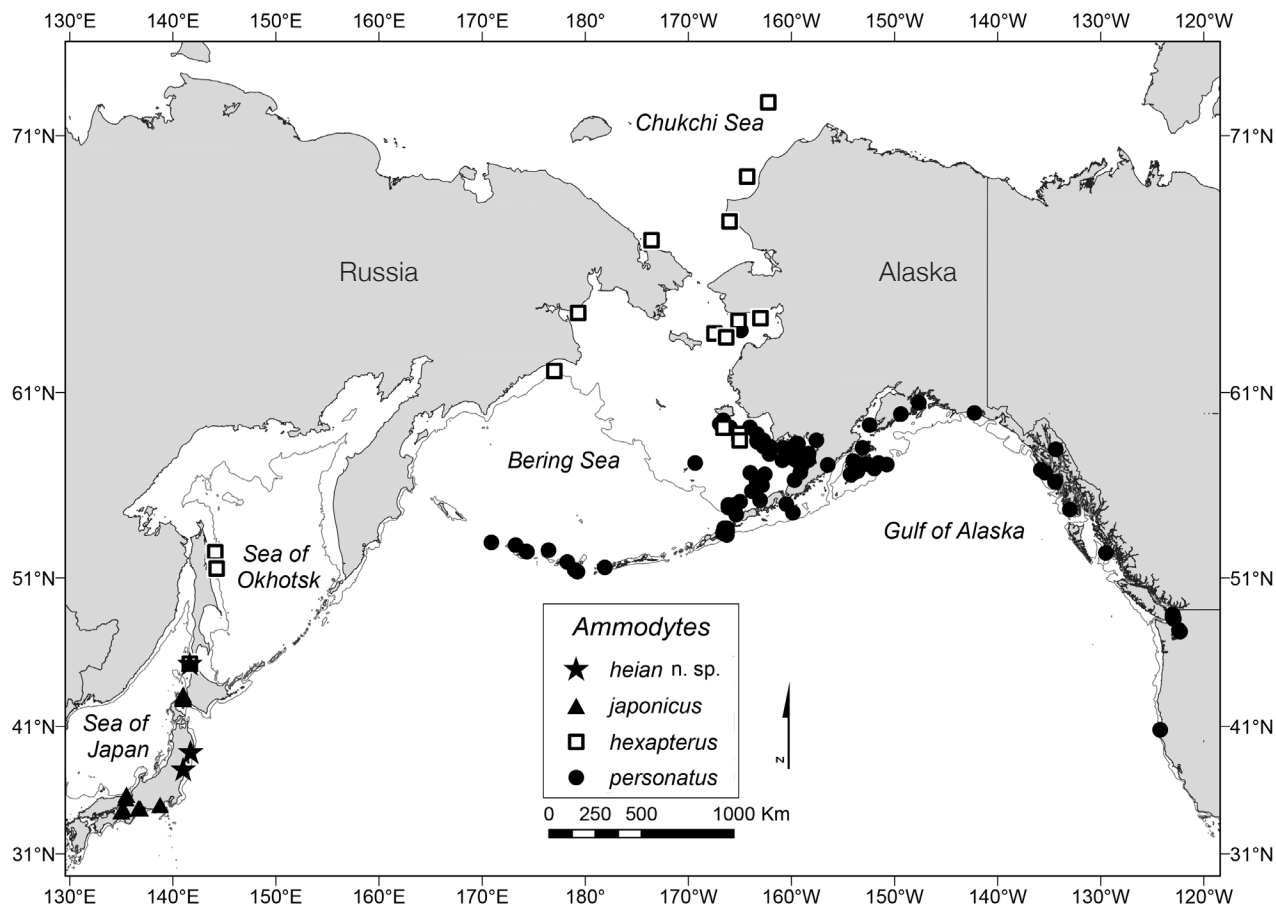 130°E 140°E 150°E 160°E 170°E 180° 170°W 160°W 150°W 140°W 130°W 120°W
Chukchi Sea
71°N 71°N
Russia Alaska
61°N 61°N
Bering Sea
Gulf of Alaska
Sea of
Okhotsk
51°N 51°N
Ammodytes
heian n. sp.
japonicus
Sea of
Japan
41°N 41°N
hexapterus
N
personatus
0 250 500 1000 Km
31°N 31°N
130°E 140°E 150°E 160°E 170°E 180° 170°W 160°W 150°W 140°W 130°W 120°W